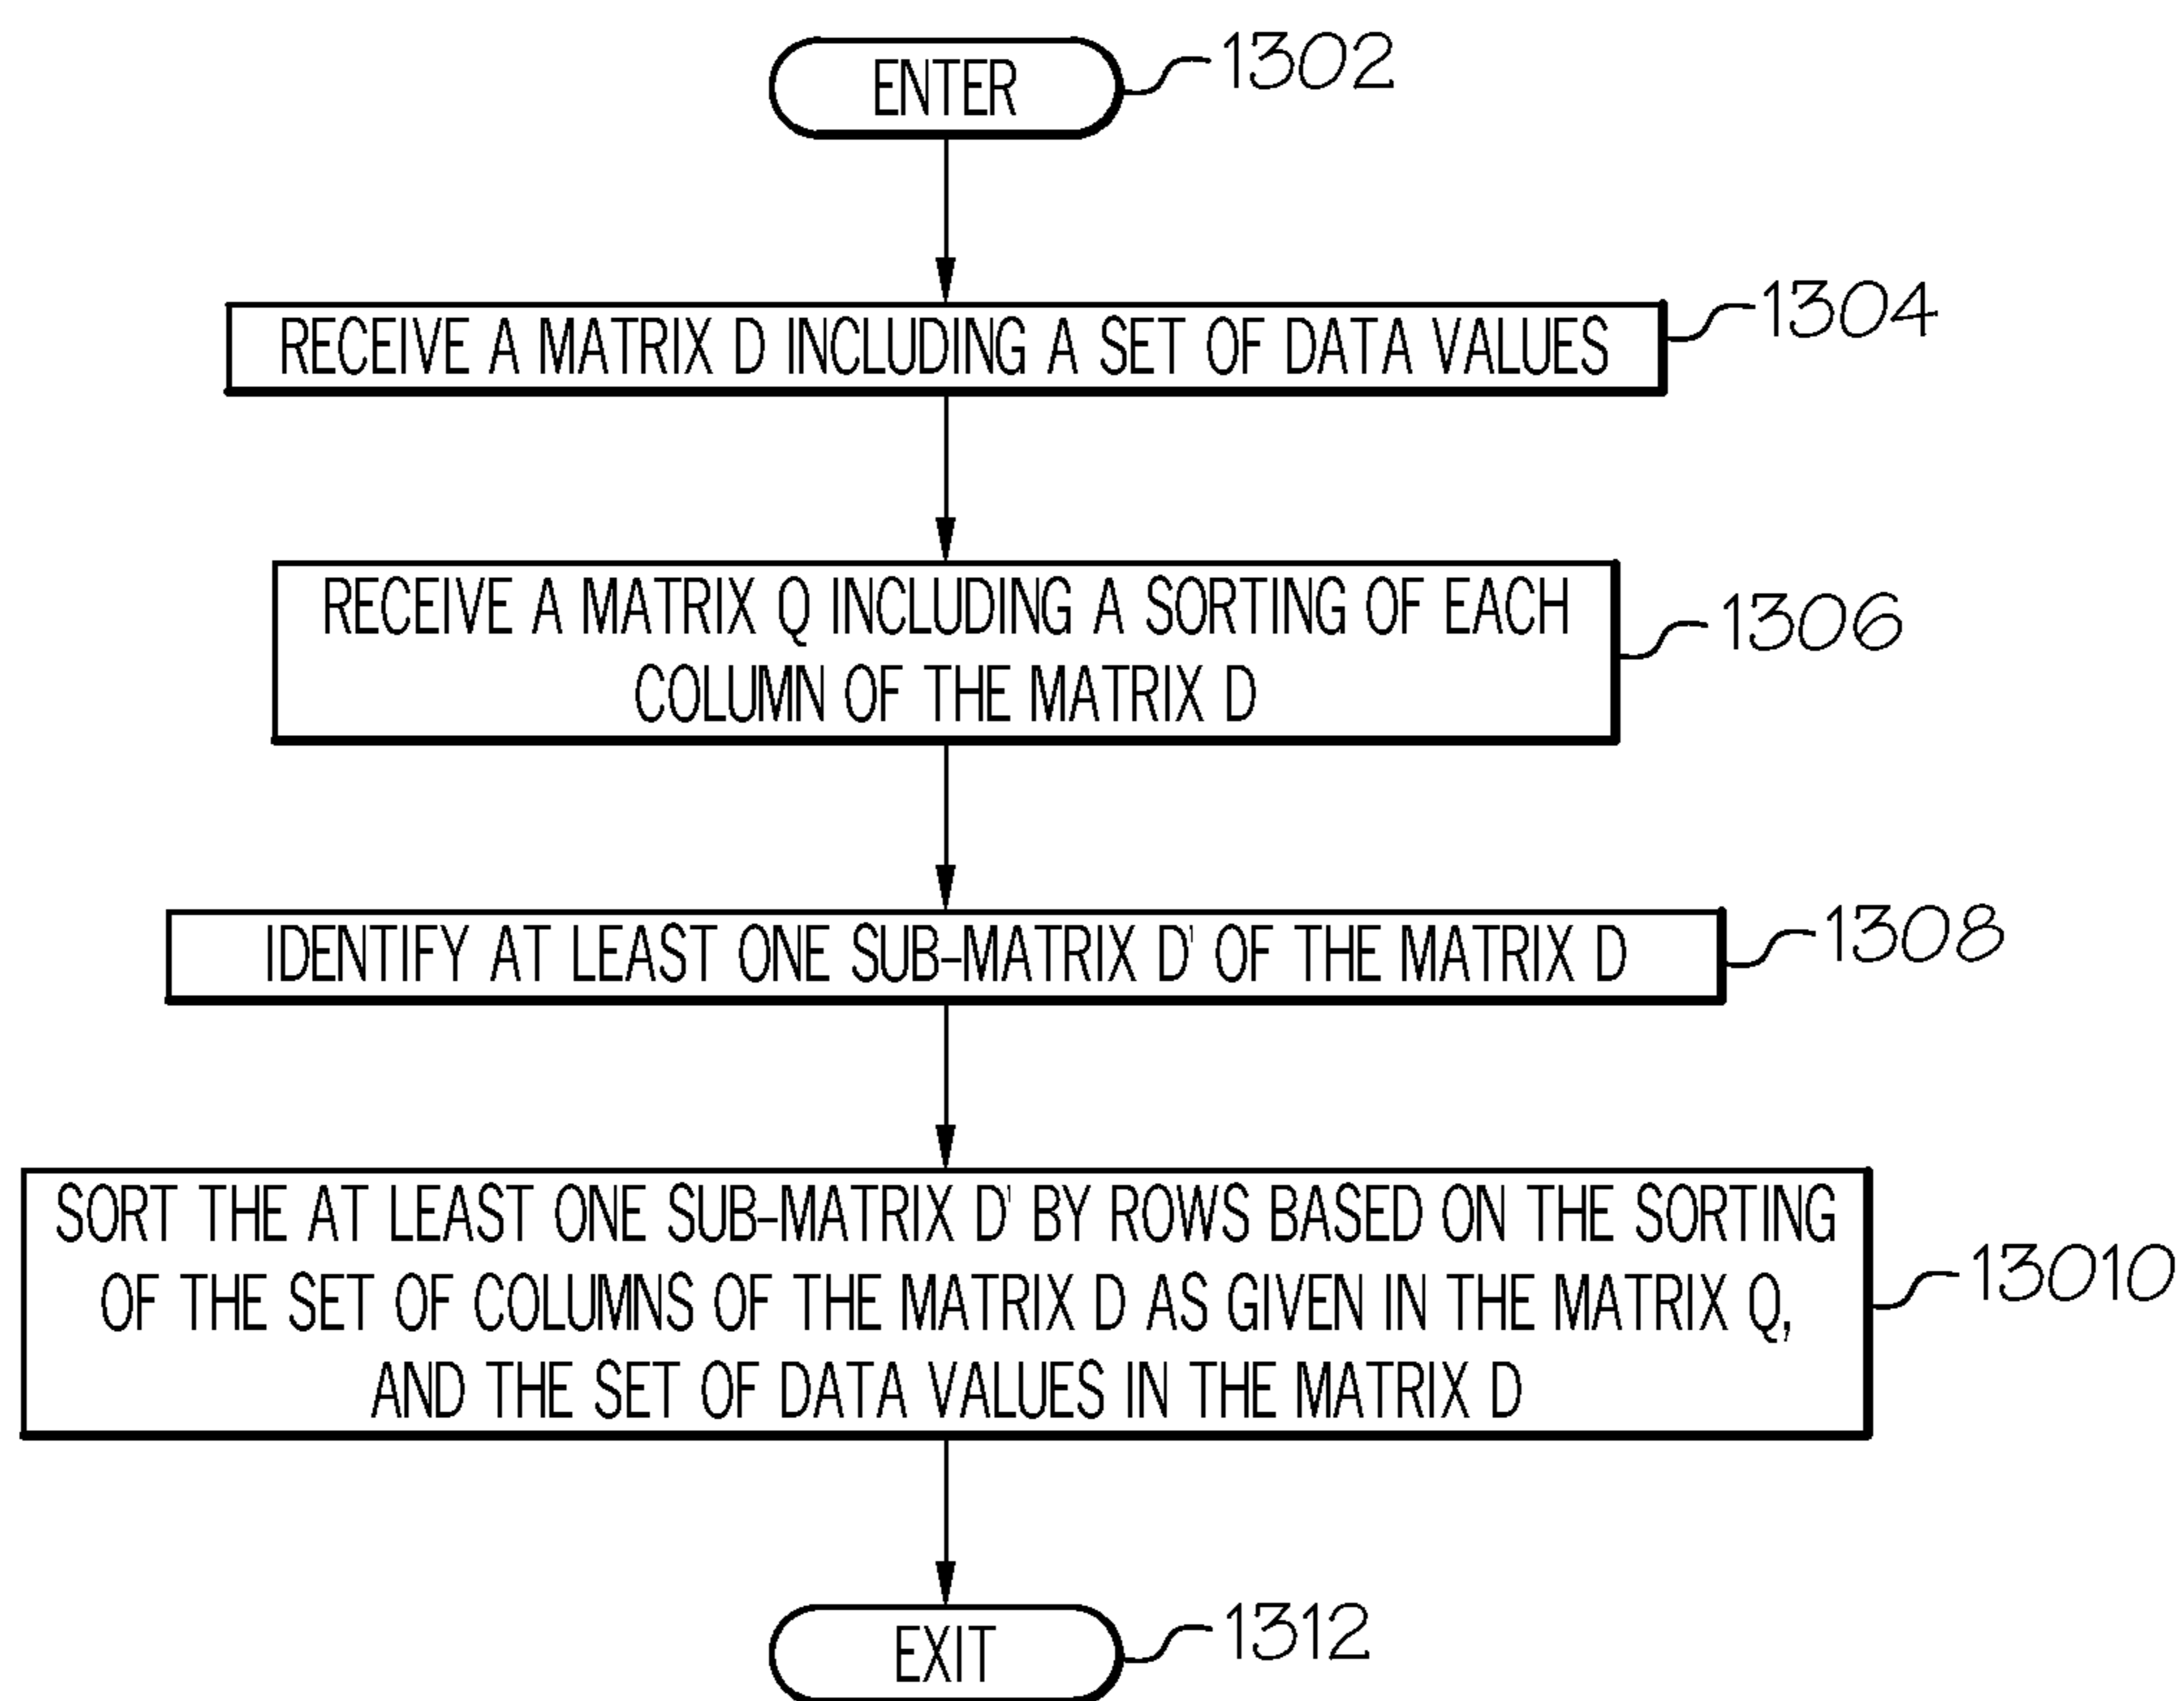 ENTER
1302
RECEIVE A MATRIX D INCLUDING A SET OF DATA VALUES
1304
RECEIVE A MATRIX Q INCLUDING A SORTING OF EACH
COLUMN OF THE MATRIX D
1306
IDENTIFY AT LEAST ONE SUB-MATRIX D' OF THE MATRIX D
1308
SORT THE AT LEAST ONE SUB-MATRIX D' BY ROWS BASED ON THE SORTING
OF THE SET OF COLUMNS OF THE MATRIX D AS GIVEN IN THE MATRIX Q,
AND THE SET OF DATA VALUES IN THE MATRIX D
13010
EXIT
1312